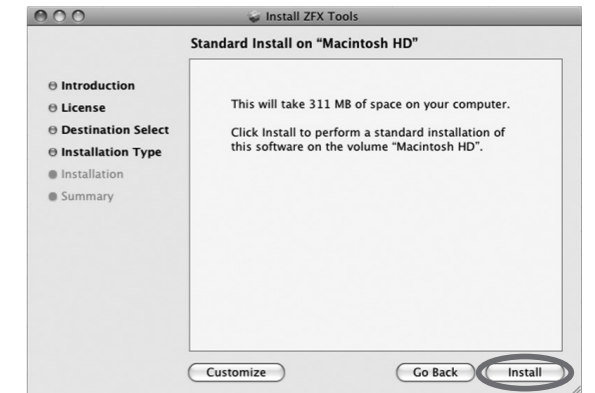 Install ZFX Tools
Standard Install on “Macintosh HD”
Introduction
License
Destination Select
Installation Type
Installation
Summary
This will take 311 MB of space on your computer.
Click Install to perform a standard installation of
this software on the volume “Macintosh HD”.
Customize
Go Back
Install